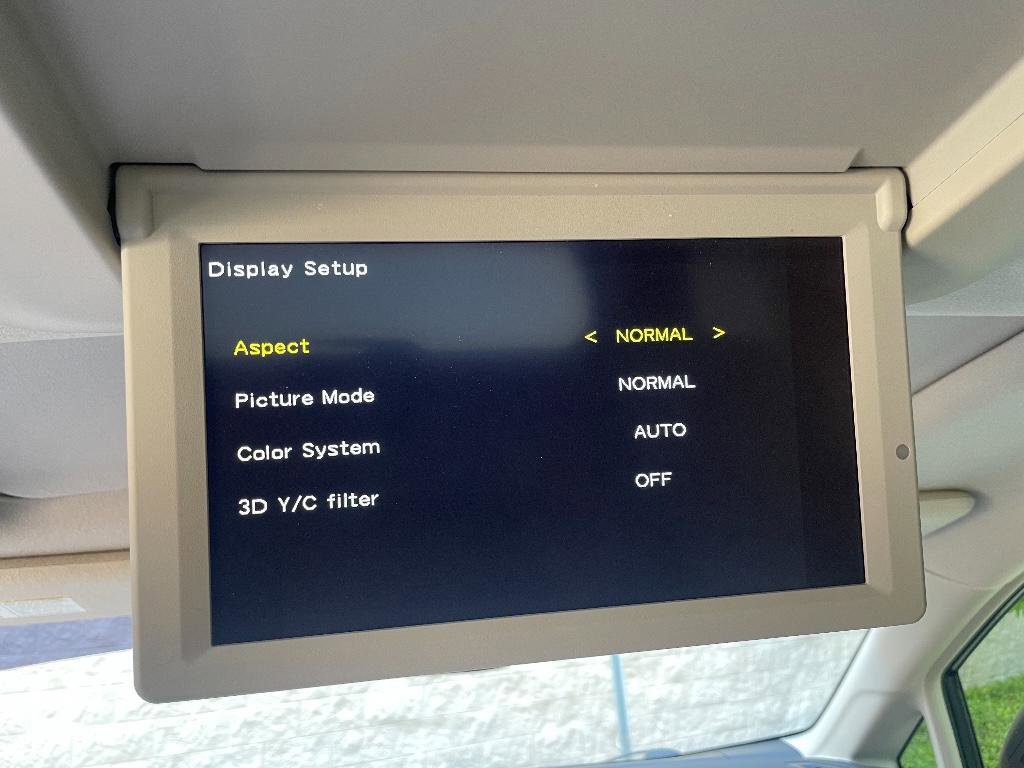 Display Setup
Aspect < NORMAL >
Picture Mode NORMAL
Color System AUTO
3D Y/C filter OFF